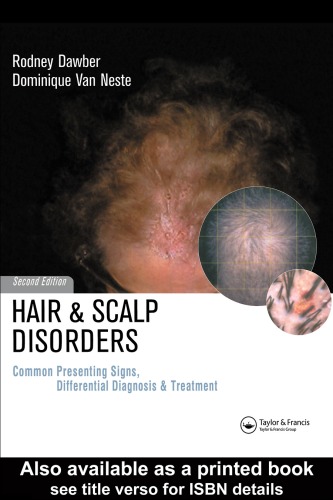 Rodney Dawber
Dominique Van Neste
Second Edition
HAIR & SCALP
DISORDERS
Common Presenting Signs,
Differential Diagnosis & Treatment
Taylor & Francis
Taylor & Francis Group
Also available as a printed book
see title verso for ISBN details